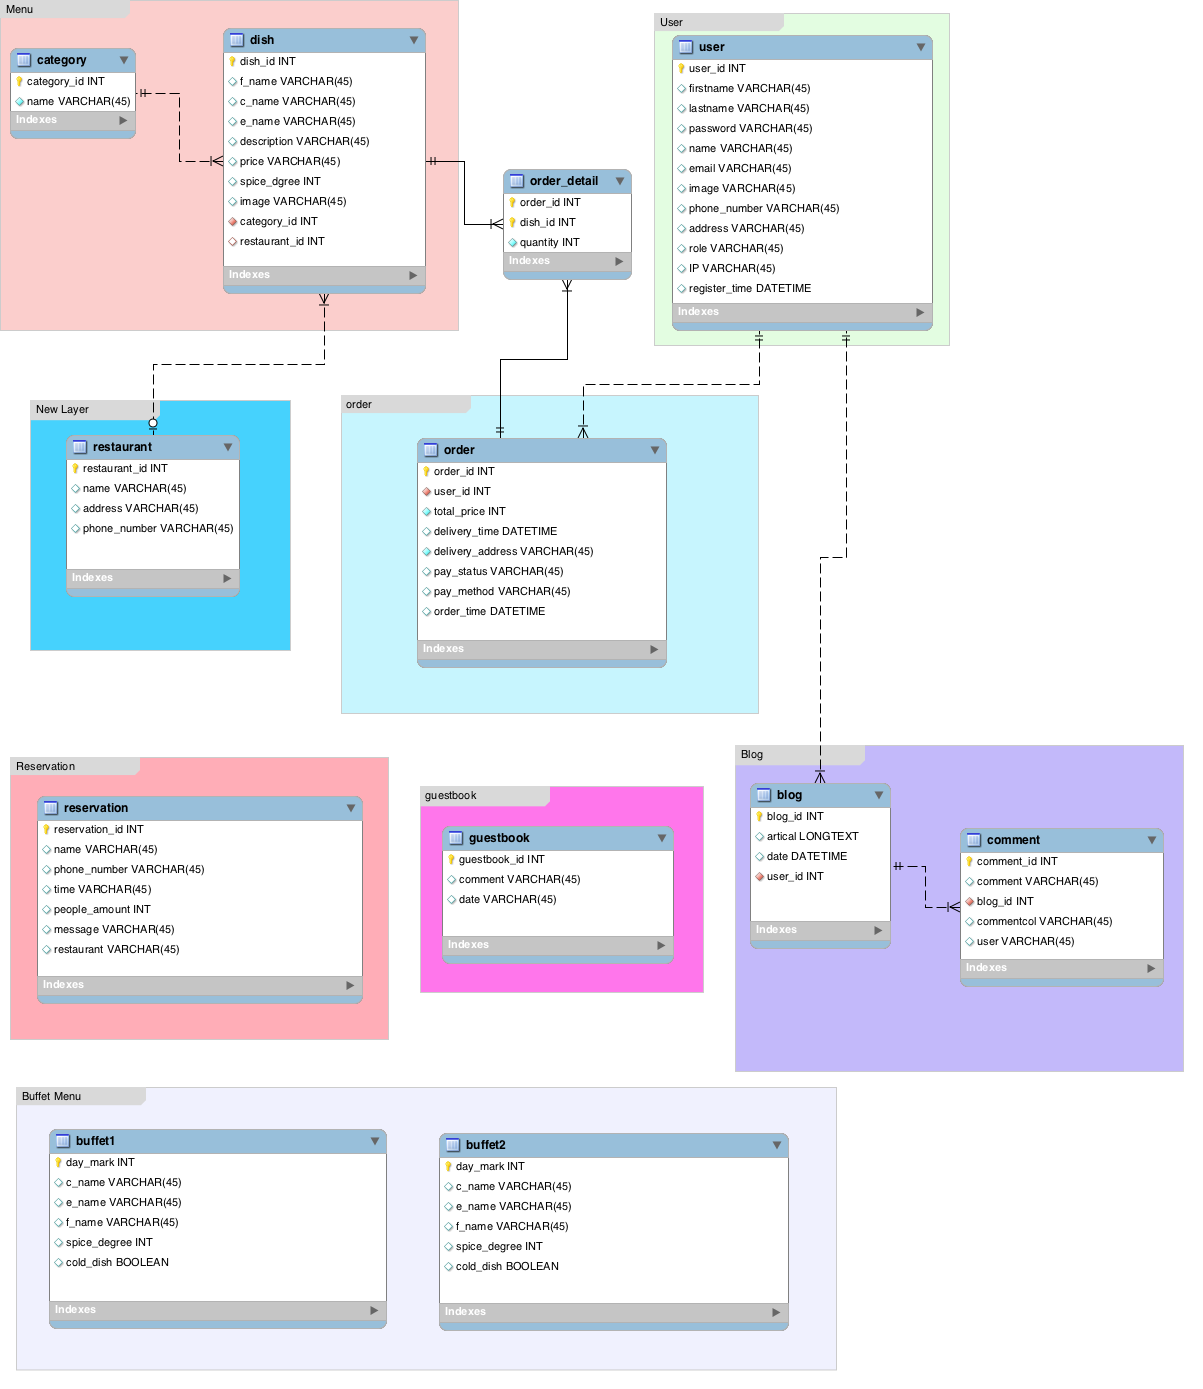 Menu
category
category_id INT
name VARCHAR(45)
Indexes
dish
dish_id INT
f_name VARCHAR(45)
c_name VARCHAR(45)
e_name VARCHAR(45)
description VARCHAR(45)
price VARCHAR(45)
spice_dgree INT
image VARCHAR(45)
category_id INT
restaurant_id INT
Indexes
order_detail
order_id INT
dish_id INT
quantity INT
Indexes
User
user
user_id INT
firstname VARCHAR(45)
lastname VARCHAR(45)
password VARCHAR(45)
name VARCHAR(45)
email VARCHAR(45)
image VARCHAR(45)
phone_number VARCHAR(45)
address VARCHAR(45)
role VARCHAR(45)
IP VARCHAR(45)
register_time DATETIME
Indexes
New Layer
restaurant
restaurant_id INT
name VARCHAR(45)
address VARCHAR(45)
phone_number VARCHAR(45)
Indexes
order
order
order_id INT
user_id INT
total_price INT
delivery_time DATETIME
delivery_address VARCHAR(45)
pay_status VARCHAR(45)
pay_method VARCHAR(45)
order_time DATETIME
Indexes
Reservation
reservation
reservation_id INT
name VARCHAR(45)
phone_number VARCHAR(45)
time VARCHAR(45)
people_amount INT
message VARCHAR(45)
restaurant VARCHAR(45)
Indexes
guestbook
guestbook
guestbook_id INT
comment VARCHAR(45)
date VARCHAR(45)
Indexes
Blog
blog
blog_id INT
artical LONGTEXT
date DATETIME
user_id INT
Indexes
comment
comment_id INT
comment VARCHAR(45)
blog_id INT
commentcol VARCHAR(45)
user VARCHAR(45)
Indexes
Buffet Menu
buffet1
day_mark INT
c_name VARCHAR(45)
e_name VARCHAR(45)
f_name VARCHAR(45)
spice_degree INT
cold_dish BOOLEAN
Indexes
buffet2
day_mark INT
c_name VARCHAR(45)
e_name VARCHAR(45)
f_name VARCHAR(45)
spice_degree INT
cold_dish BOOLEAN
Indexes